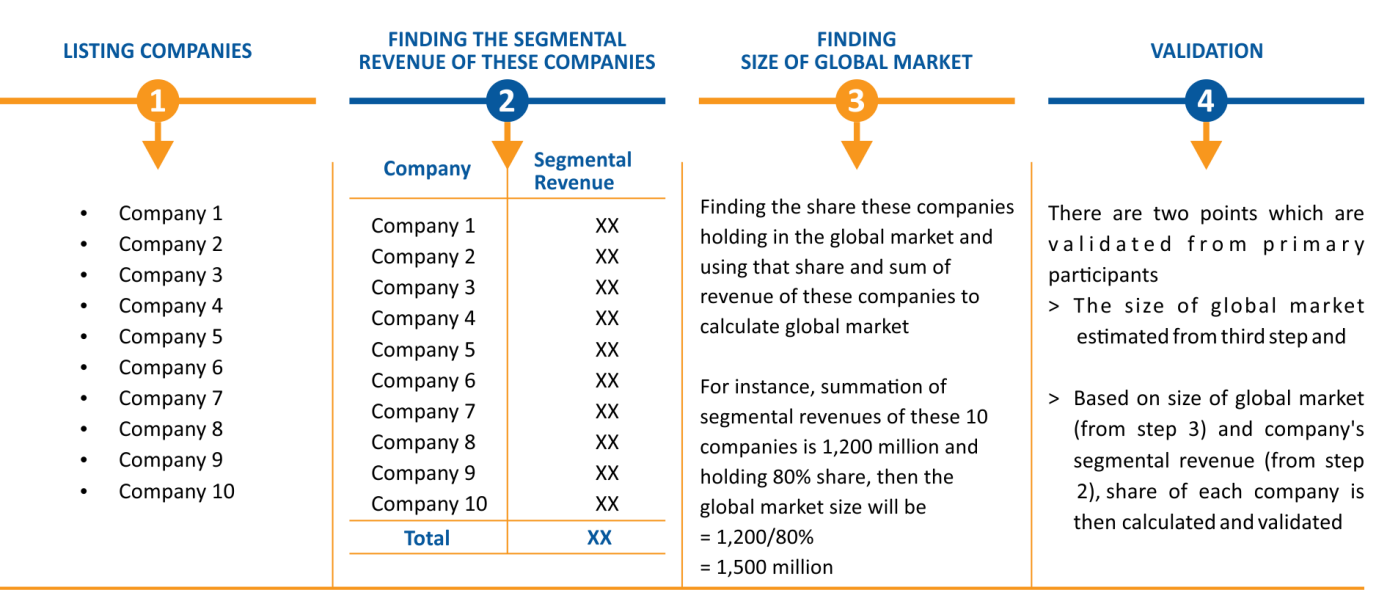 LISTING COMPANIES
1
• Company 1
• Company 2
• Company 3
• Company 4
• Company 5
• Company 6
• Company 7
• Company 8
• Company 9
• Company 10
FINDING THE SEGMENTAL
REVENUE OF THESE COMPANIES
2
Company Segmental
Revenue
Company 1 XX
Company 2 XX
Company 3 XX
Company 4 XX
Company 5 XX
Company 6 XX
Company 7 XX
Company 8 XX
Company 9 XX
Company 10 XX
Total XX
FINDING
SIZE OF GLOBAL MARKET
3
Finding the share these companies
holding in the global market and
using that share and sum of
revenue of these companies to
calculate global market
For instance, summation of
segmental revenues of these 10
companies is 1,200 million and
holding 80% share, then the
global market size will be
= 1,200/80%
= 1,500 million
VALIDATION
4
There are two points which are
validated from primary
participants
> The size of global market
estimated from third step and
> Based on size of global market
(from step 3) and company's
segmental revenue (from step
2), share of each company is
then calculated and validated